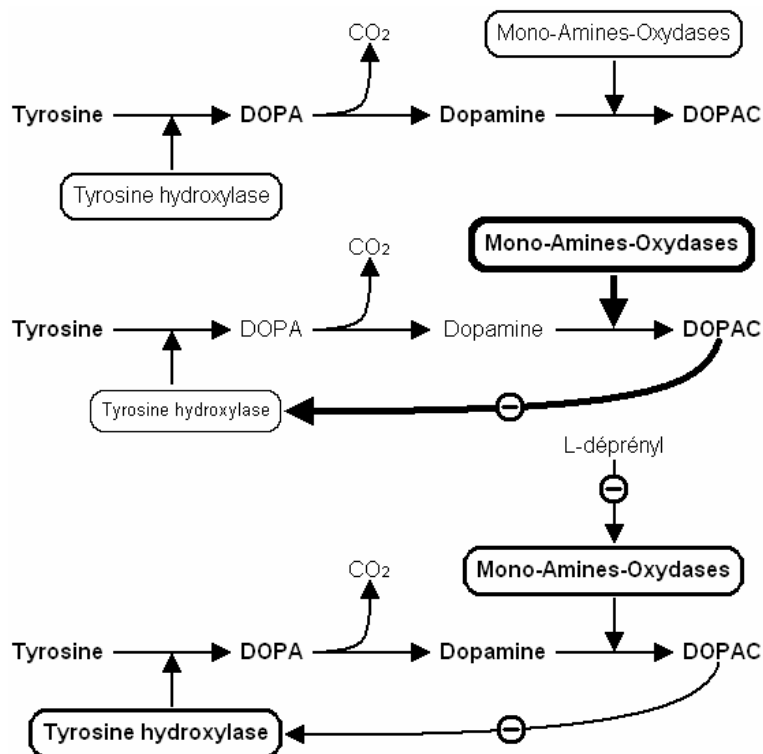 CO₂
Mono-Amines-Oxydases
Tyrosine DOPA Dopamine DOPAC
Tyrosine hydroxylase
Mono-Amines-Oxydases
CO₂
Tyrosine DOPA Dopamine DOPAC
Tyrosine hydroxylase
L-déprényl
Mono-Amines-Oxydases
CO₂
Tyrosine DOPA Dopamine DOPAC
Tyrosine hydroxylase